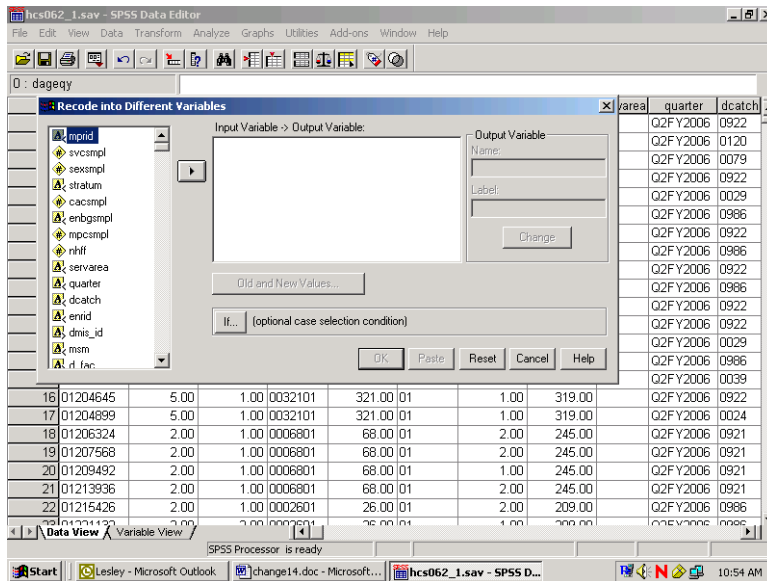 hcs062_1.sav - SPSS Data Editor
File Edit View Data Transform Analyze Graphs Utilities Add-ons Window Help
0 : dageqy
varea| quarter dcatch
Recode into Different Variables
mprid
svcsmpl
sexsmpl
stratum
cacsmpl
enbgsmpl
mpcsmpl
nhff
servarea
quarter
dcatch
enrid
dmis_id
msm
d_fac
Input Variable -> Output Variable:
Output Variable
Name:
Label:
Change
Old and New Values...
If... (optional case selection condition)
OK Paste Reset Cancel Help
Q2FY2006 0922
Q2FY2006 0120
Q2FY2006 0079
Q2FY2006 0922
Q2FY2006 0029
Q2FY2006 0986
Q2FY2006 0922
Q2FY2006 0986
Q2FY2006 0922
Q2FY2006 0986
Q2FY2006 0922
Q2FY2006 0922
Q2FY2006 0029
Q2FY2006 0986
Q2FY2006 0039
16 01204645 5.00 1.00 0032101 321.00 01 1.00 319.00 Q2FY2006 0922
17 01204899 5.00 1.00 0032101 321.00 01 1.00 319.00 Q2FY2006 0024
18 01206324 2.00 1.00 0006801 68.00 01 2.00 245.00 Q2FY2006 0921
19 01207568 2.00 1.00 0006801 68.00 01 2.00 245.00 Q2FY2006 0921
20 01209492 2.00 1.00 0006801 68.00 01 1.00 245.00 Q2FY2006 0921
21 01213936 2.00 1.00 0006801 68.00 01 2.00 245.00 Q2FY2006 0921
22 01215426 2.00 1.00 0002601 26.00 01 2.00 209.00 Q2FY2006 0986
Data View Variable View
SPSS Processor is ready
Start Lesley - Microsoft Outlook change14.doc - Microsoft... hcs062_1.sav - SPSS D... 10:54 AM